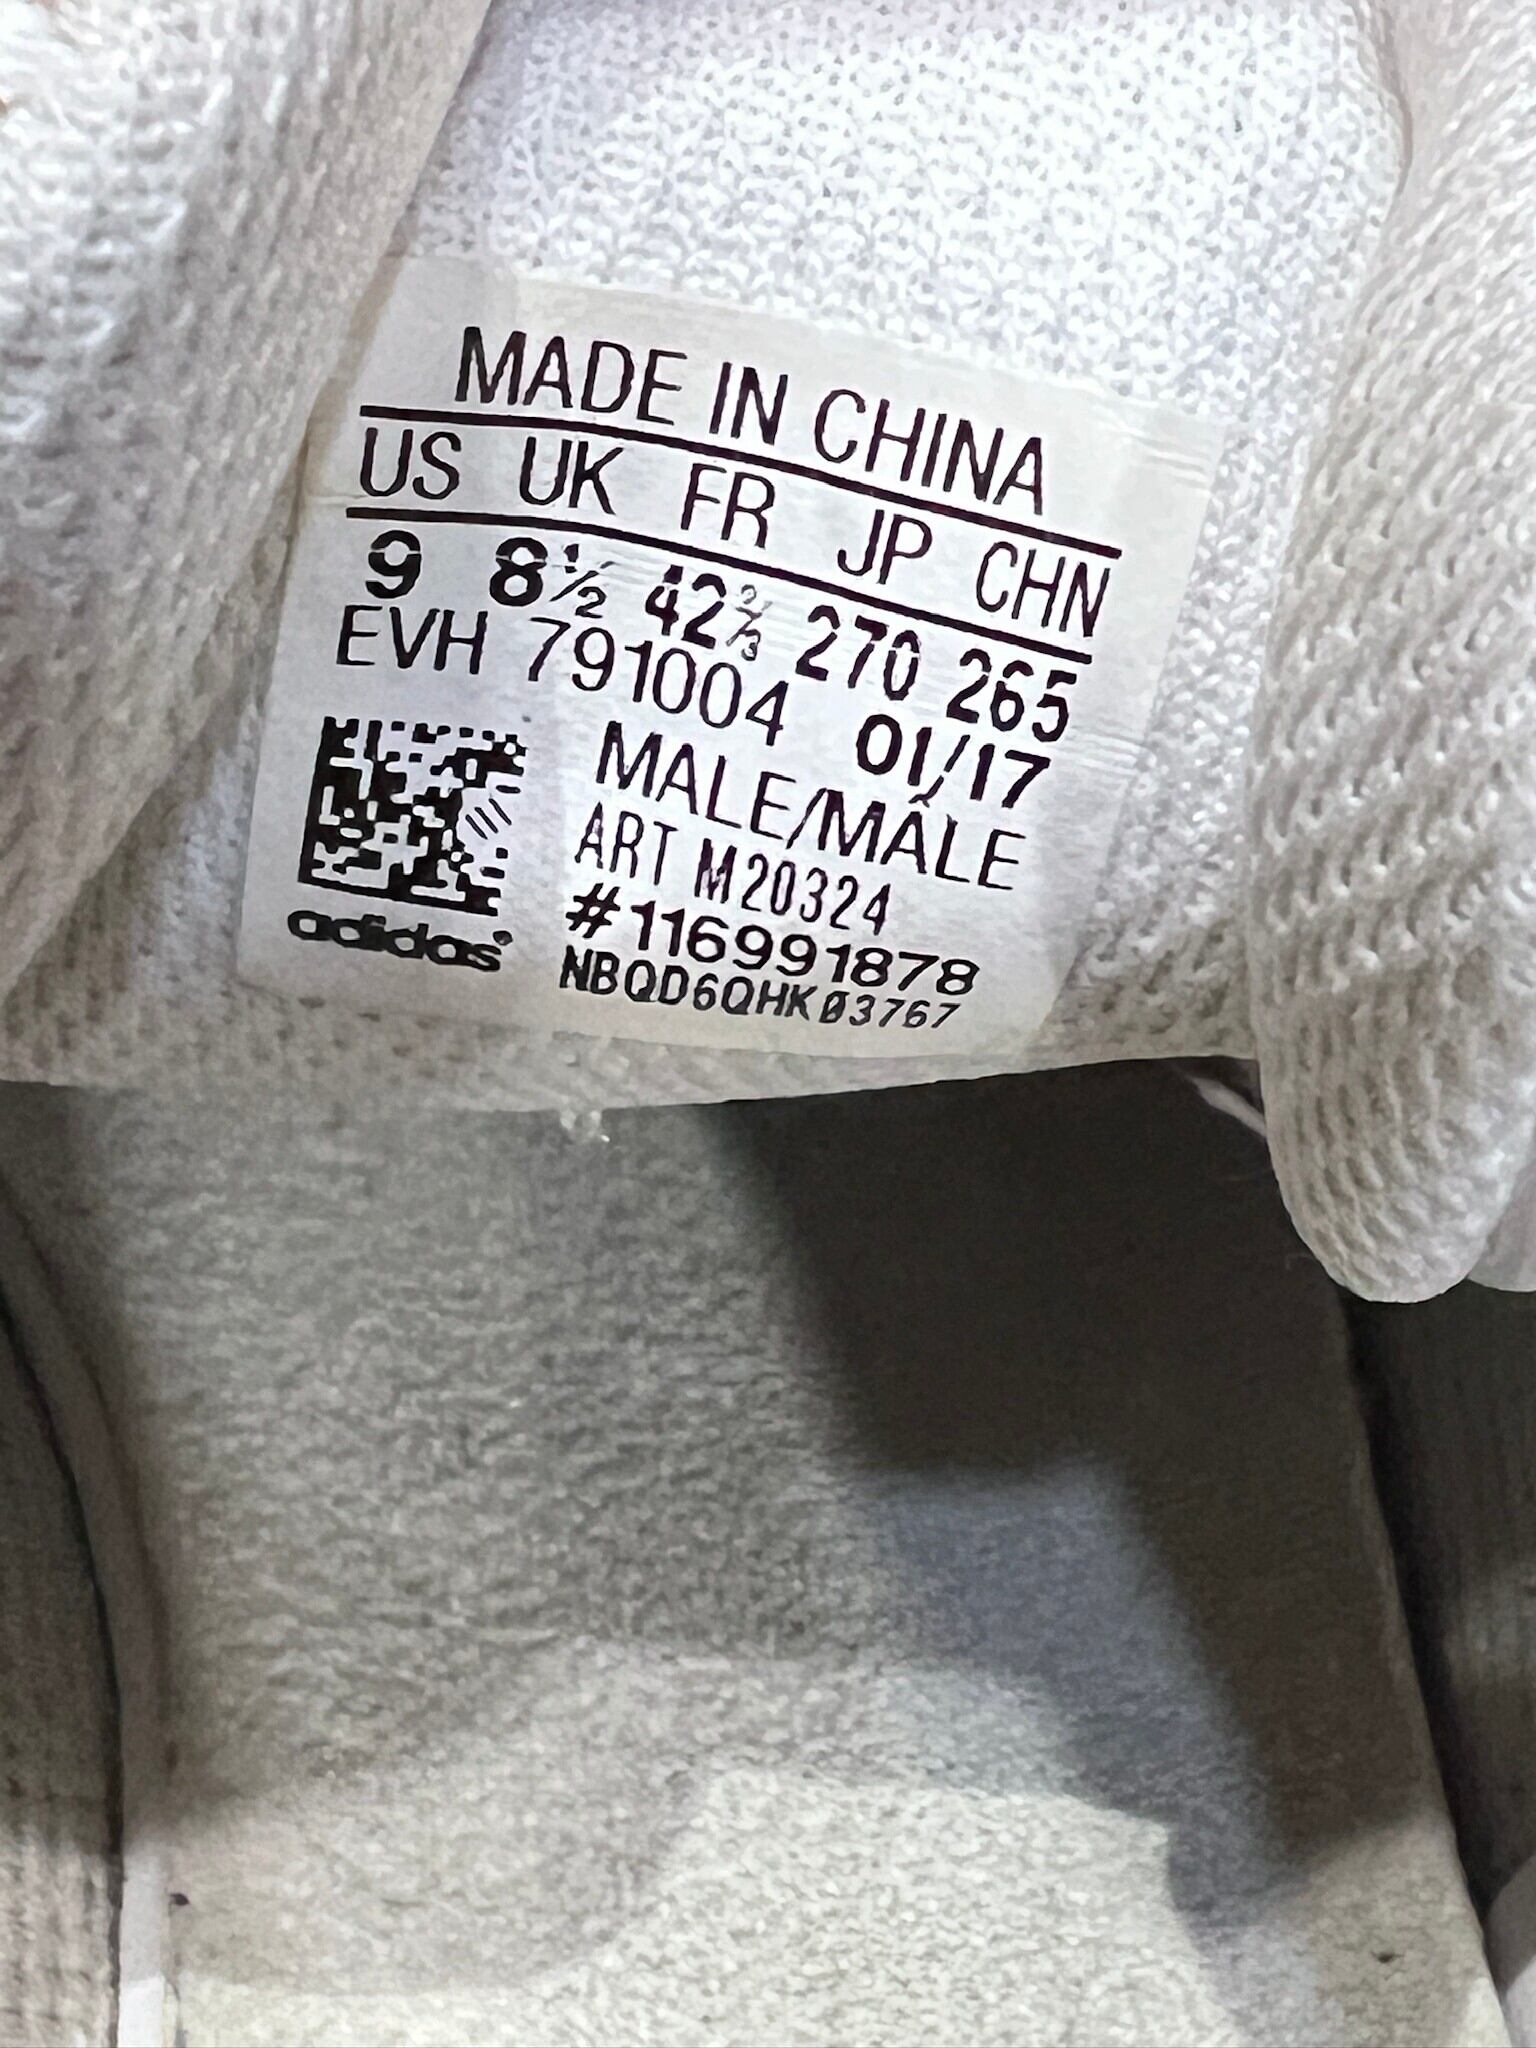 MADE IN CHINA
US UK FR JP CHN
9 8½ 42⅔ 270 265
EVH 791004 01/17
MALE/MÂLE
ART M20324
#116991878
adidas
NBQD6QHK03767